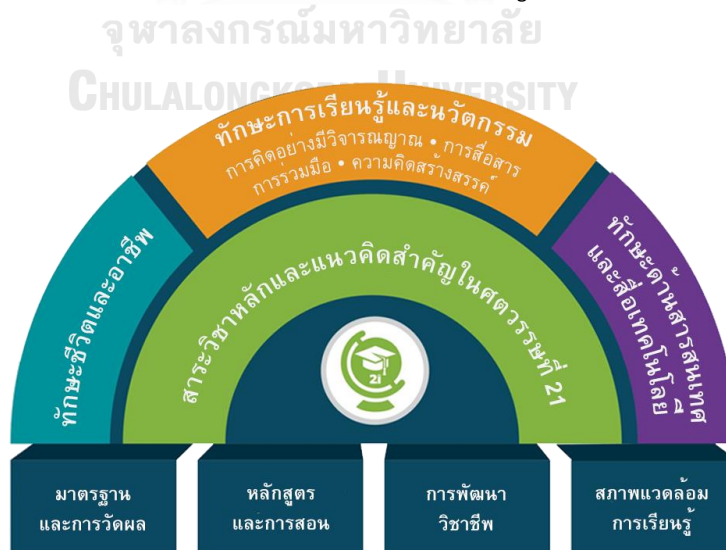 จุฬาลงกรณ์มหาวิทยาลัย
CHULALONGKORN UNIVERSITY
ทักษะการเรียนรู้และนวัตกรรม
การคิดอย่างมีวิจารณญาณ • การสื่อสาร
การร่วมมือ • ความคิดสร้างสรรค์
ทักษะชีวิตและอาชีพ
สาระวิชาหลักและแนวคิดสำคัญในศตวรรษที่ 21
ทักษะด้านสารสนเทศ
และสื่อเทคโนโลยี
21
มาตรฐาน
และการวัดผล
หลักสูตร
และการสอน
การพัฒนา
วิชาชีพ
สภาพแวดล้อม
การเรียนรู้